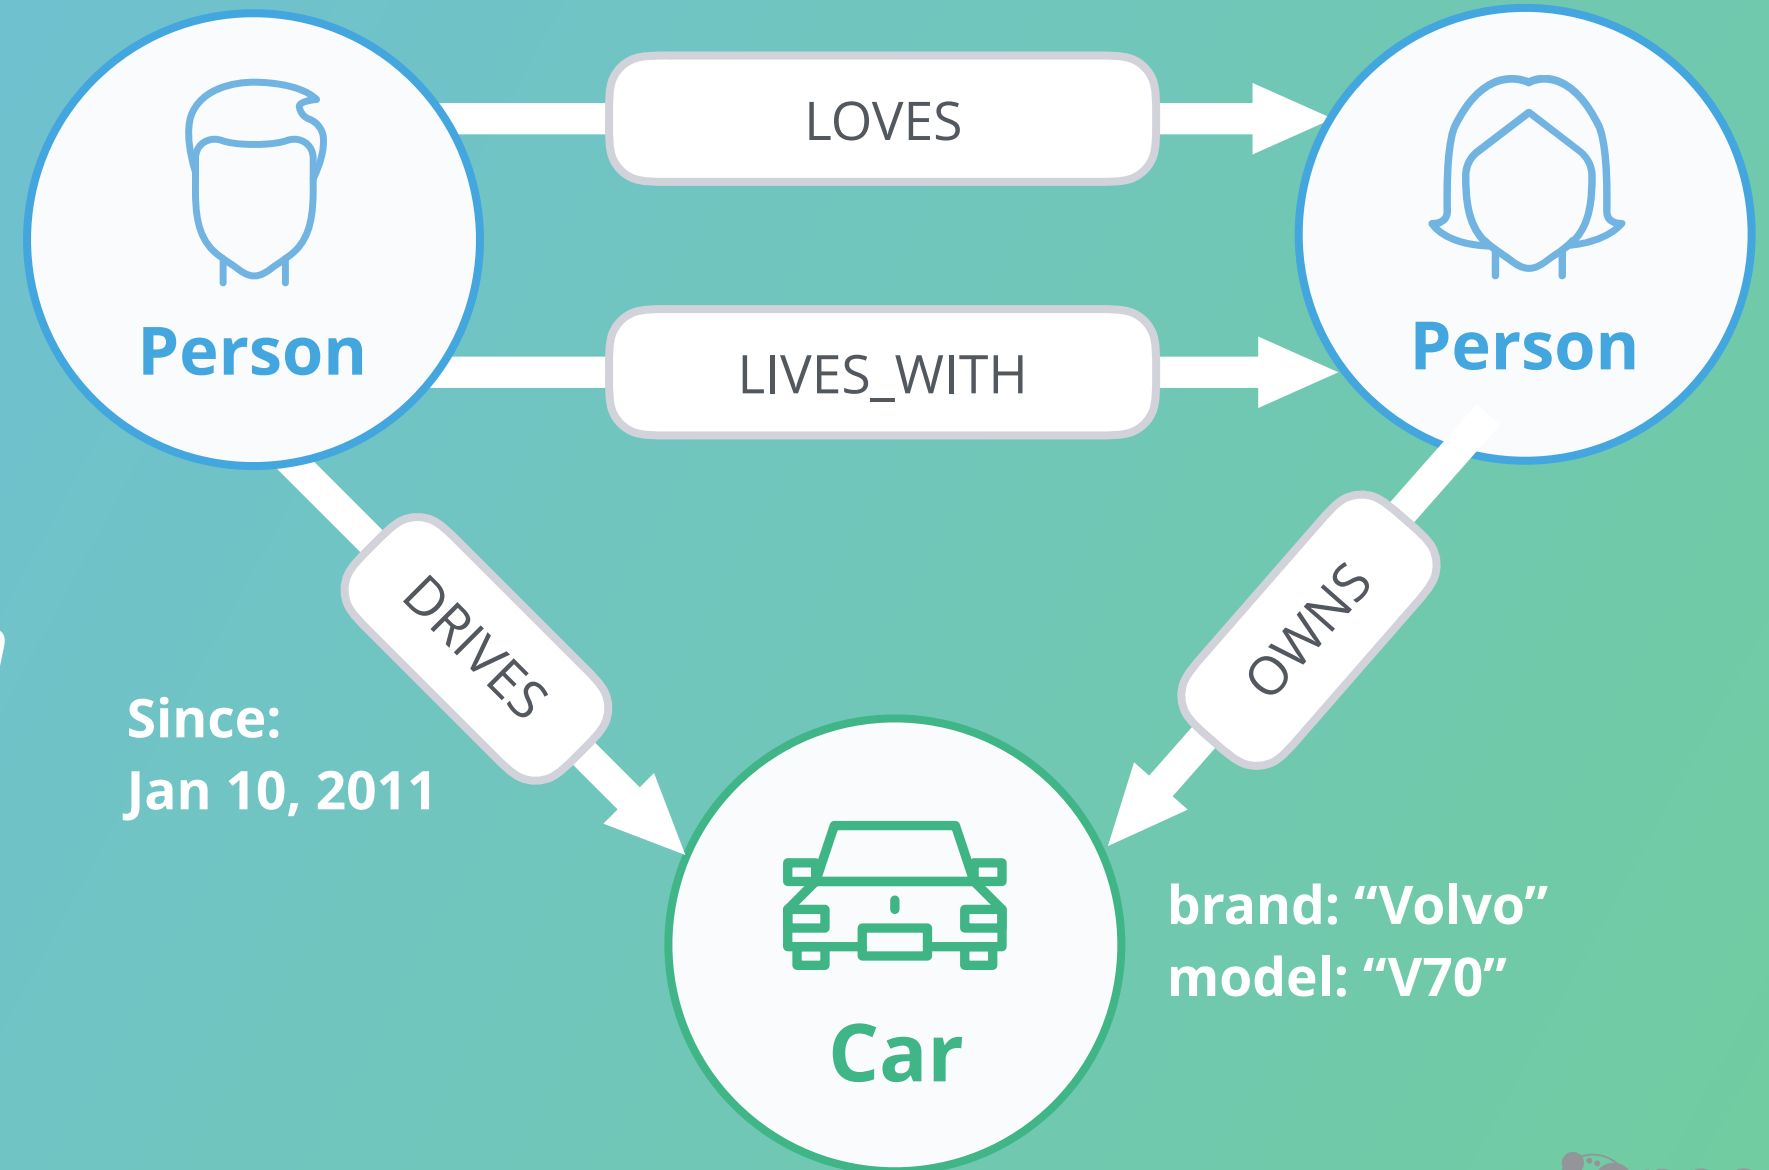 LOVES
Person
Person
LIVES_WITH
DRIVES
OWNS
Since:
Jan 10, 2011
brand: “Volvo”
model: “V70”
Car